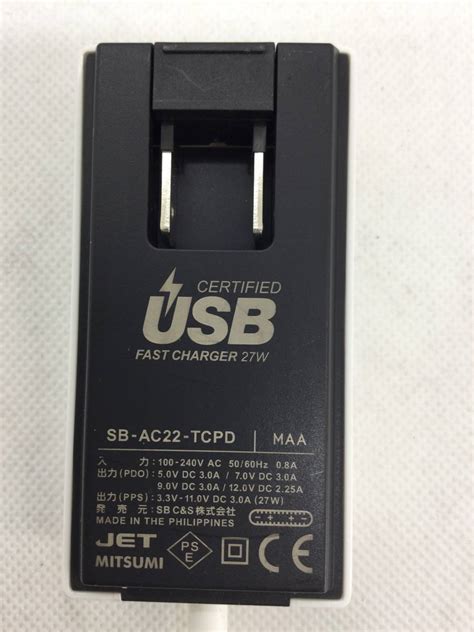 CERTIFIED
USB
FAST CHARGER 27W
SB-AC22-TCPD | MAA
入 力:100-240V AC 50/60Hz 0.8A
出力(PDO):5.0V DC 3.0A / 7.0V DC 3.0A
9.0V DC 3.0A / 12.0V DC 2.25A
出力(PPS):3.3V-11.0V DC 3.0A (27W)
発 売 元:SB C&S株式会社
MADE IN THE PHILIPPINES
JET
PS
E
CE
MITSUMI